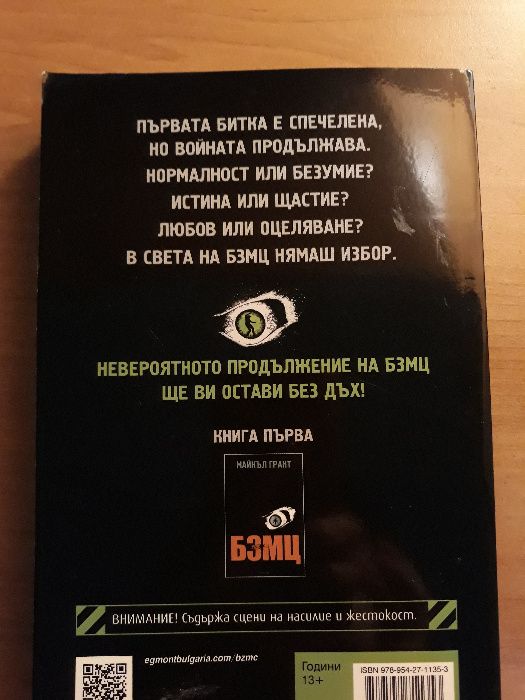 ПЪРВАТА БИТКА Е СПЕЧЕЛЕНА,
НО ВОЙНАТА ПРОДЪЛЖАВА.
НОРМАЛНОСТ ИЛИ БЕЗУМИЕ?
ИСТИНА ИЛИ ЩАСТИЕ?
ЛЮБОВ ИЛИ ОЦЕЛЯВАНЕ?
В СВЕТА НА БЗМЦ НЯМАШ ИЗБОР.
НЕВЕРОЯТНОТО ПРОДЪЛЖЕНИЕ НА БЗМЦ
ЩЕ ВИ ОСТАВИ БЕЗ ДЪХ!
КНИГА ПЪРВА
МАЙКЪЛ ГРАНТ
БЗМЦ
ВНИМАНИЕ! СЪДЪРЖА СЦЕНИ НА НАСИЛИЕ И ЖЕСТОКОСТ.
egmontbulgaria.com/bzmc
Години
13+
ISBN 978-954-27-1135-3